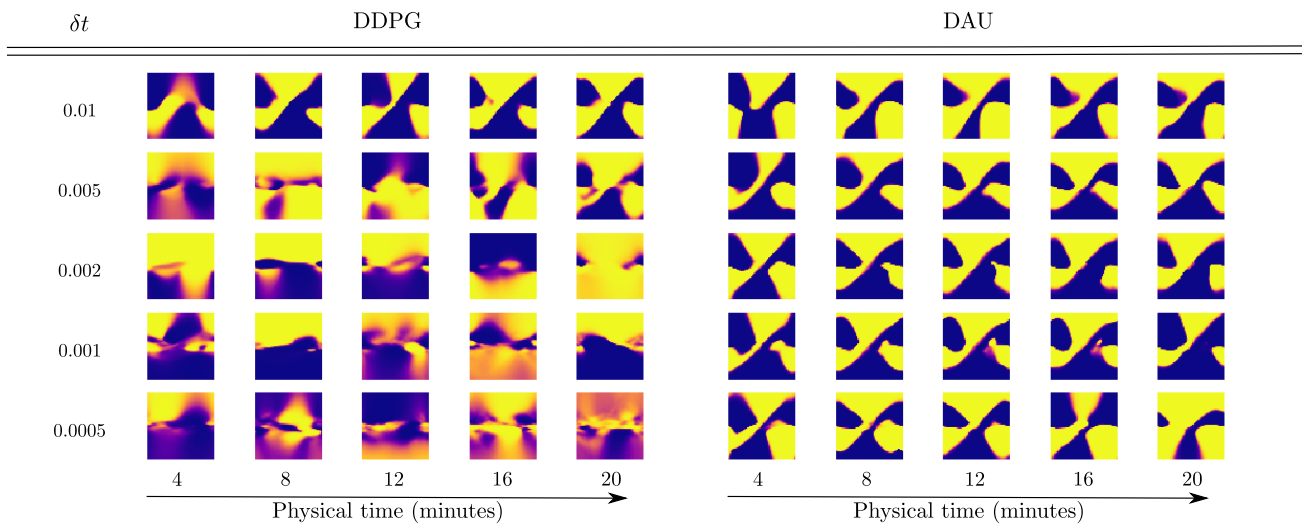 δt DDPG DAU
0.01
0.005
0.002
0.001
0.0005
4 8 12 16 20 4 8 12 16 20
Physical time (minutes) Physical time (minutes)